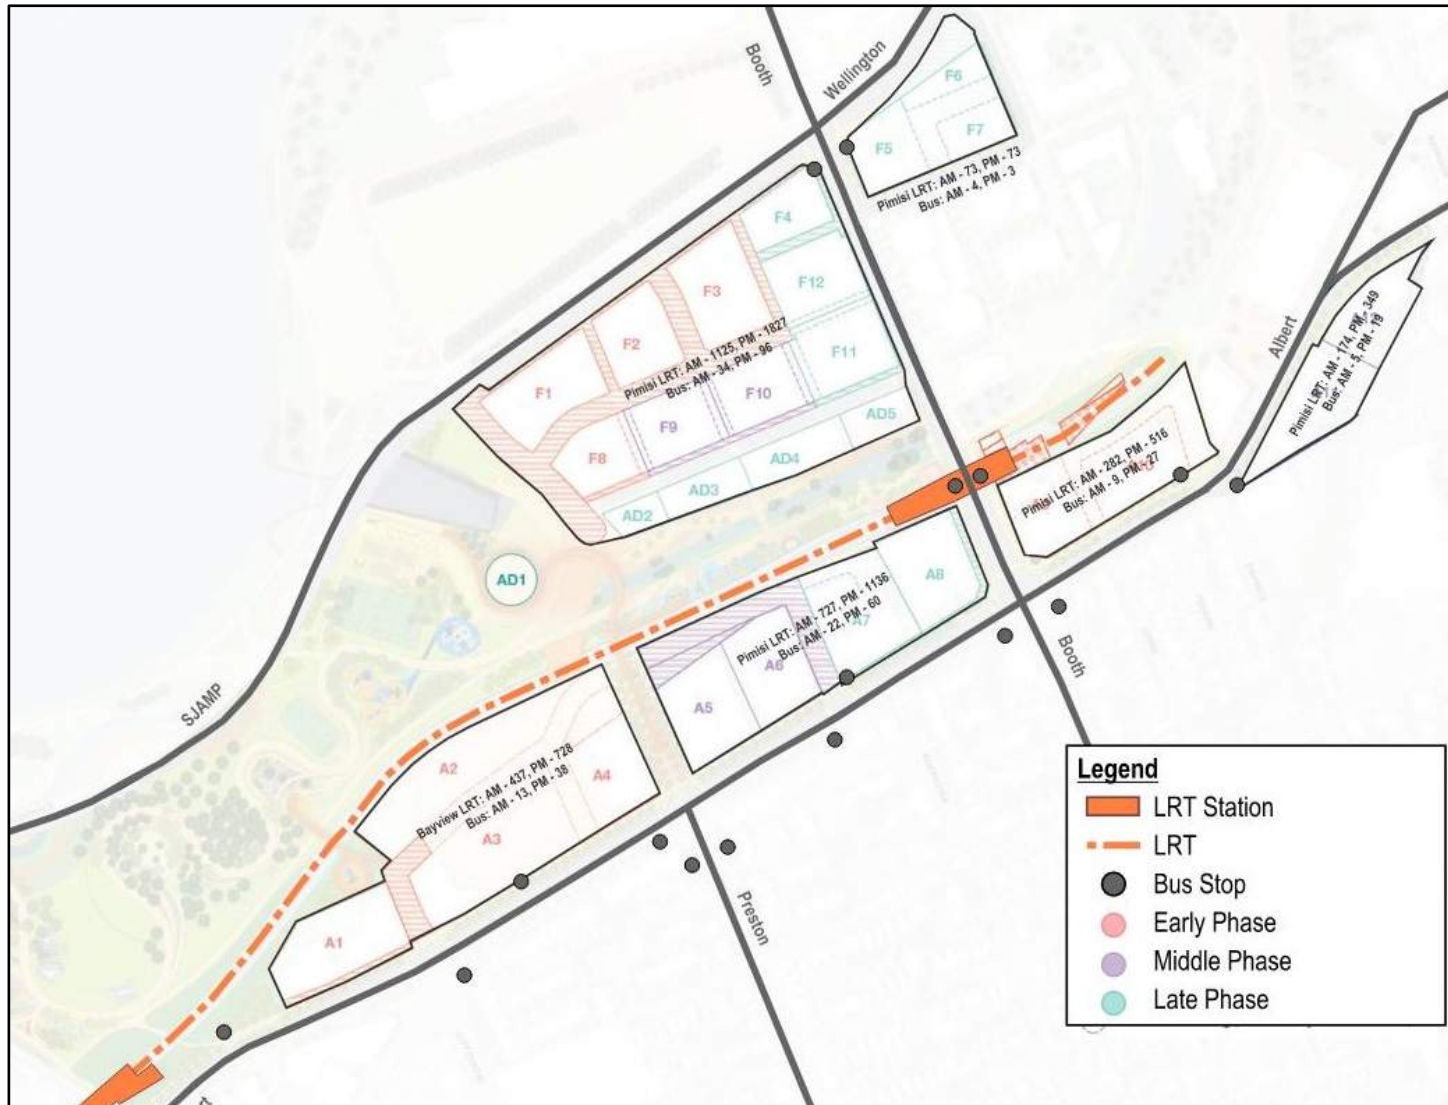 Booth
Wellington
F6
F5
F7
Pimisi LRT: AM - 73, PM - 73
Bus: AM - 4, PM - 3
F4
F3
F12
F2
F11
Pimisi LRT: AM - 1125, PM - 1827
Bus: AM - 34, PM - 96
F1
F10
F9
F8
AD5
AD4
AD3
AD2
Albert
Pimisi LRT: AM - 174, PM - 349
Bus: AM - 5, PM - 19
Pimisi LRT: AM - 282, PM - 516
Bus: AM - 9, PM - 27
AD1
A8
Pimisi LRT: AM - 727, PM - 1136
Bus: AM - 22, PM - 60
A7
A6
A5
Booth
SJAMP
A2
A4
Bayview LRT: AM - 437, PM - 728
Bus: AM - 13, PM - 38
A3
A1
Preston
Legend
LRT Station
LRT
Bus Stop
Early Phase
Middle Phase
Late Phase